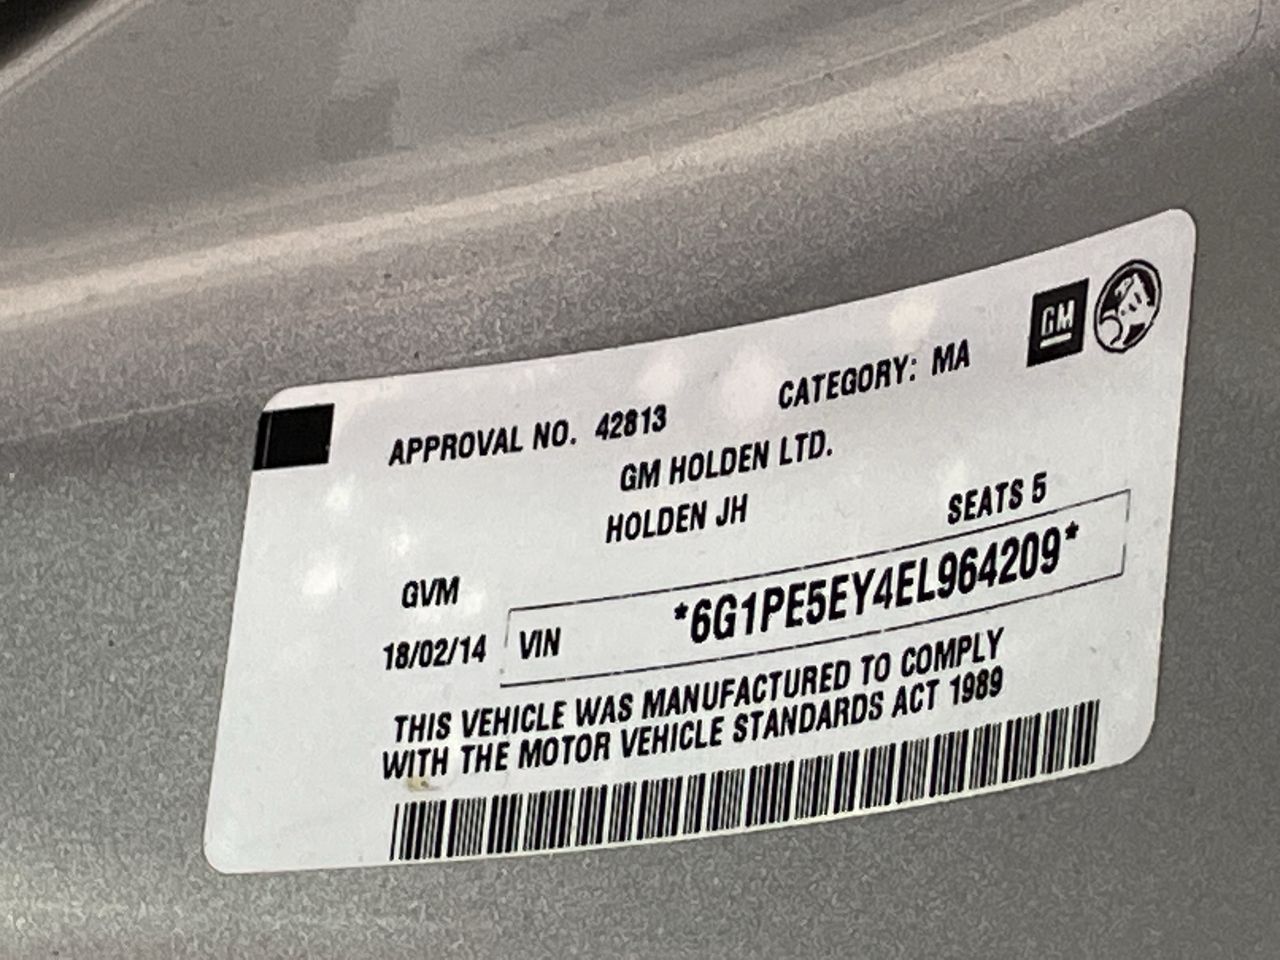 GM
APPROVAL NO. 42813 CATEGORY: MA
GM HOLDEN LTD.
HOLDEN JH SEATS 5
GVM
18/02/14 VIN *6G1PE5EY4EL964209*
THIS VEHICLE WAS MANUFACTURED TO COMPLY
WITH THE MOTOR VEHICLE STANDARDS ACT 1989